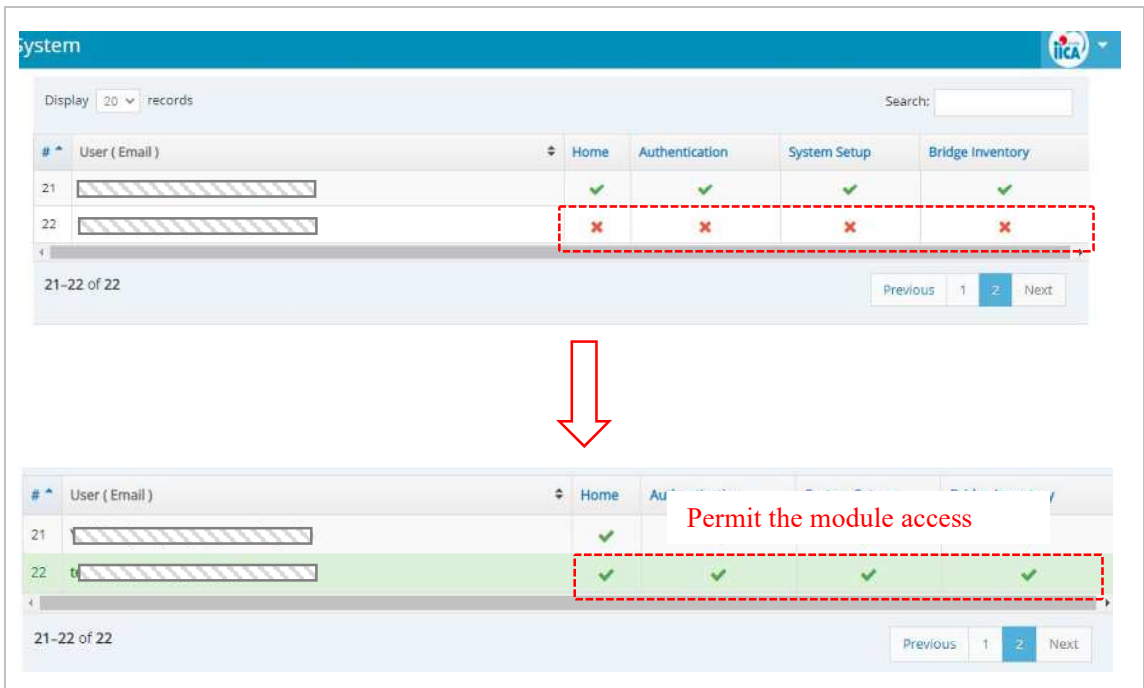 System
jica
Display 20 records Search:
# User ( Email ) Home Authentication System Setup Bridge Inventory
21
22
21–22 of 22
Previous 1 2 Next
# User ( Email ) Home
Permit the module access
21
22
21–22 of 22
Previous 1 2 Next